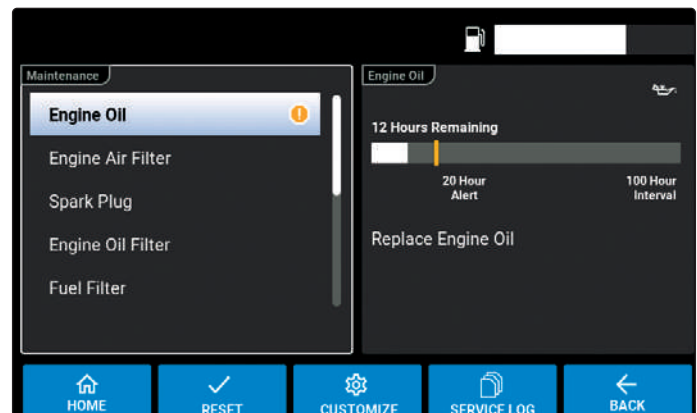 Maintenance
Engine Oil
Engine Air Filter
Spark Plug
Engine Oil Filter
Fuel Filter
Engine Oil
12 Hours Remaining
20 Hour
Alert
100 Hour
Interval
Replace Engine Oil
HOME
RESET
CUSTOMIZE
SERVICE LOG
BACK